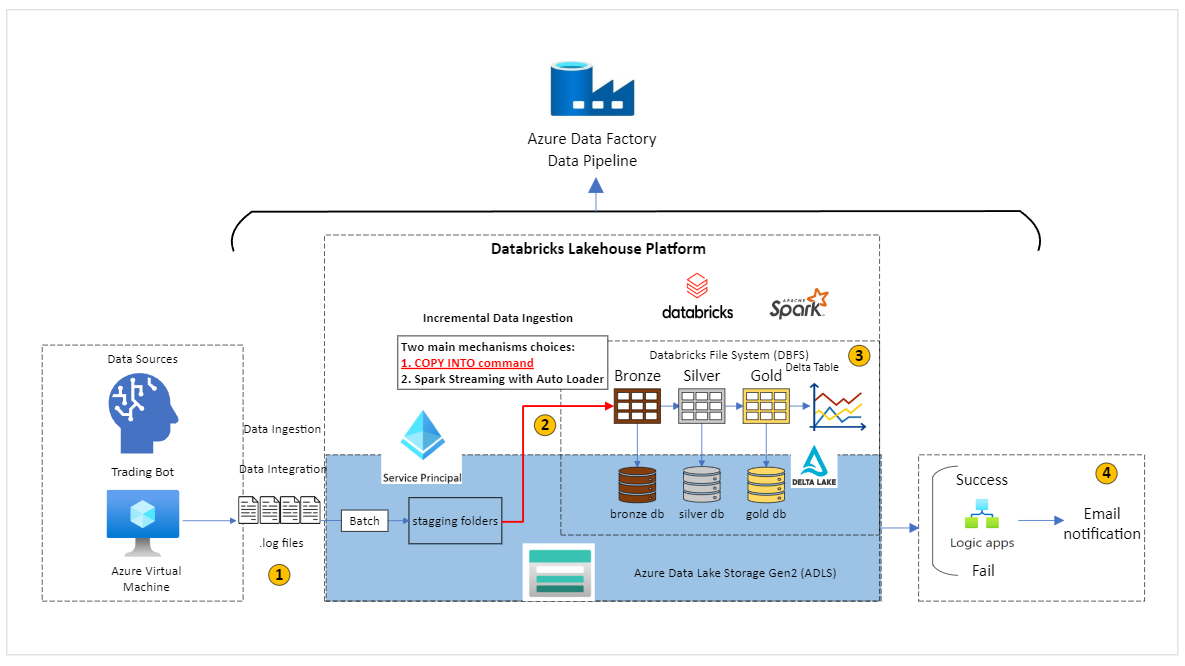 Azure Data Factory
Data Pipeline
Databricks Lakehouse Platform
databricks
APACHE
Spark
Incremental Data Ingestion
Two main mechanisms choices:
1. COPY INTO command
2. Spark Streaming with Auto Loader
Databricks File System (DBFS)
3
Delta Table
Bronze
Silver
Gold
Data Sources
Trading Bot
Azure Virtual
Machine
Data Ingestion
Data Integration
.log files
1
Service Principal
2
Batch
stagging folders
bronze db
silver db
gold db
DELTA LAKE
Azure Data Lake Storage Gen2 (ADLS)
4
Success
Logic apps
Fail
Email
notification